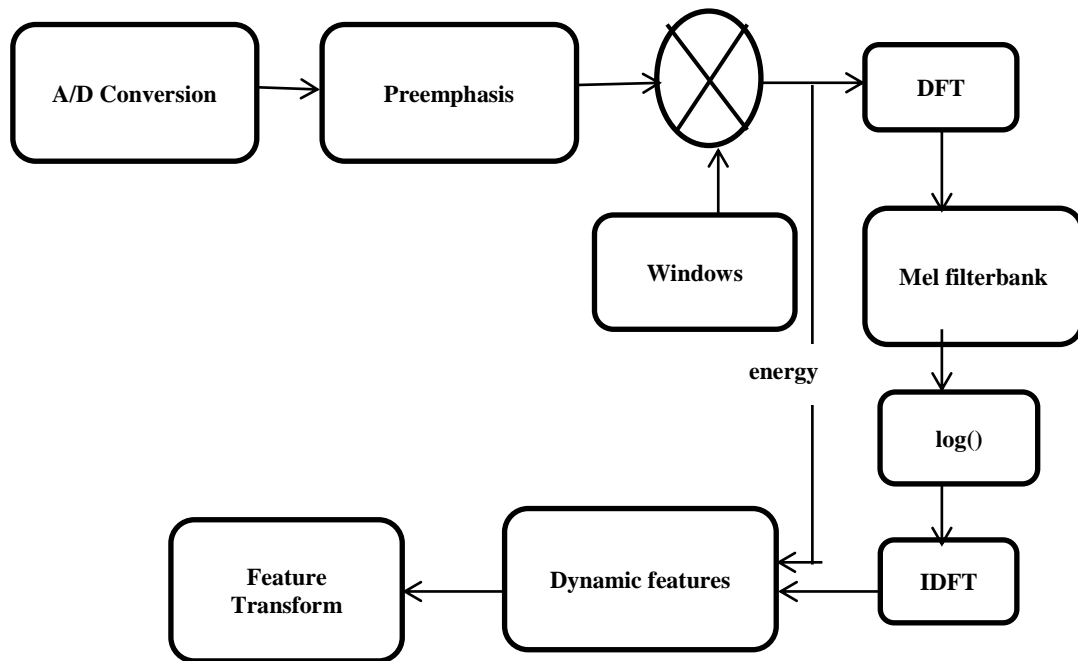 A/D Conversion
Preemphasis
DFT
Windows
Mel filterbank
energy
log()
Feature
Transform
Dynamic features
IDFT